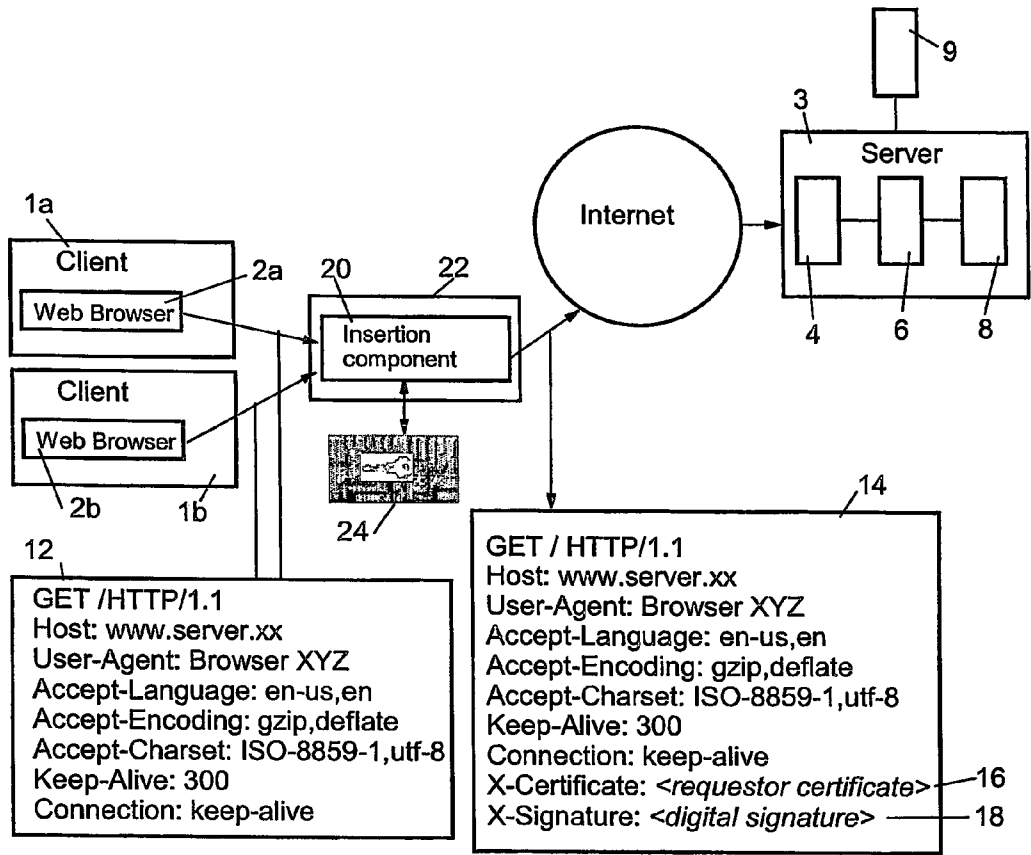 9
3
Server
4
6
8
Internet
1a
Client
2a
Web Browser
20
22
Insertion
component
Client
Web Browser
2b
1b
24
12
GET /HTTP/1.1
Host: www.server.xx
User-Agent: Browser XYZ
Accept-Language: en-us,en
Accept-Encoding: gzip,deflate
Accept-Charset: ISO-8859-1,utf-8
Keep-Alive: 300
Connection: keep-alive
14
GET / HTTP/1.1
Host: www.server.xx
User-Agent: Browser XYZ
Accept-Language: en-us,en
Accept-Encoding: gzip,deflate
Accept-Charset: ISO-8859-1,utf-8
Keep-Alive: 300
Connection: keep-alive
X-Certificate: <requestor certificate>
16
X-Signature: <digital signature>
18